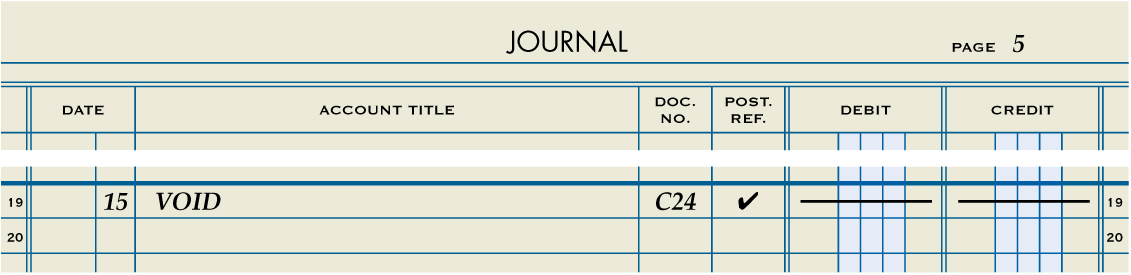 JOURNAL PAGE 5
DATE ACCOUNT TITLE DOC. NO. POST. REF. DEBIT CREDIT
19 15 VOID C24 ✔ 19
20 20